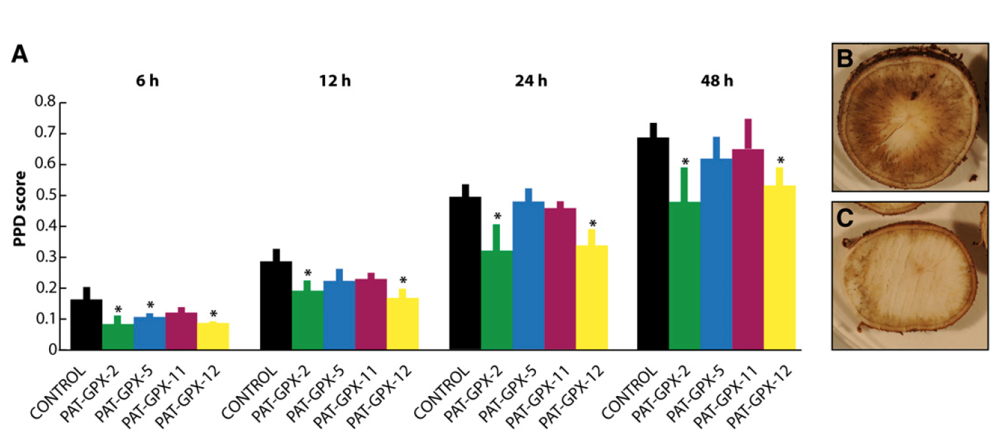 A
6 h 12 h 24 h 48 h
0.8
0.7
0.6
0.5
0.4
0.3
0.2
0.1
0
PPD score
* * *
* *
* *
* *
CONTROL PAT-GPX-2 PAT-GPX-5 PAT-GPX-11 PAT-GPX-12 CONTROL PAT-GPX-2 PAT-GPX-5 PAT-GPX-11 PAT-GPX-12 CONTROL PAT-GPX-2 PAT-GPX-5 PAT-GPX-11 PAT-GPX-12 CONTROL PAT-GPX-2 PAT-GPX-5 PAT-GPX-11 PAT-GPX-12
B
C